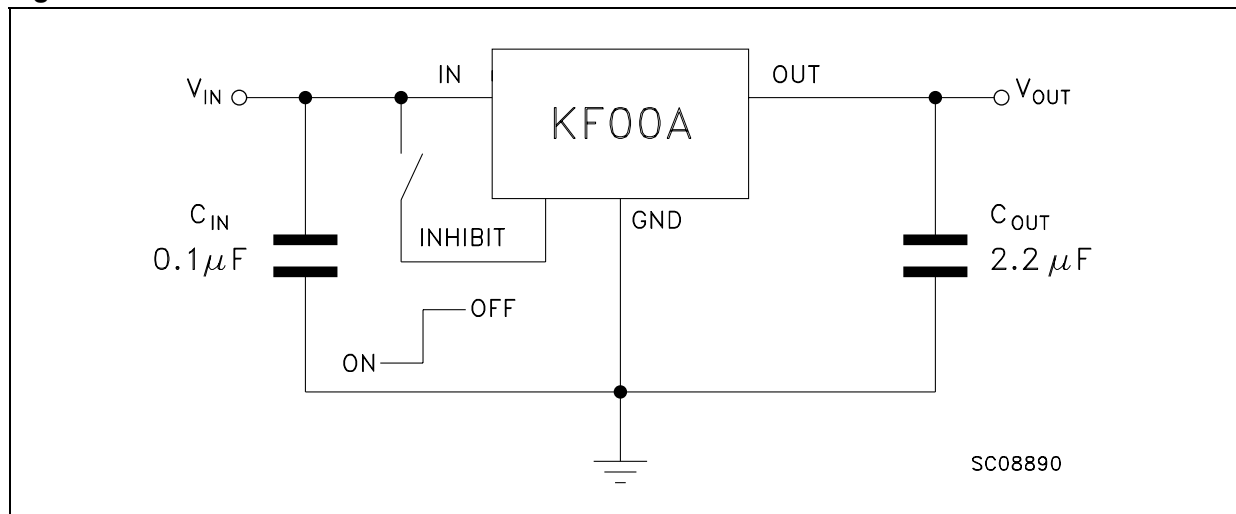 IN
OUT
V_IN
V_OUT
KF00A
GND
C_IN
0.1μF
INHIBIT
C_OUT
2.2 μF
OFF
ON
SC08890